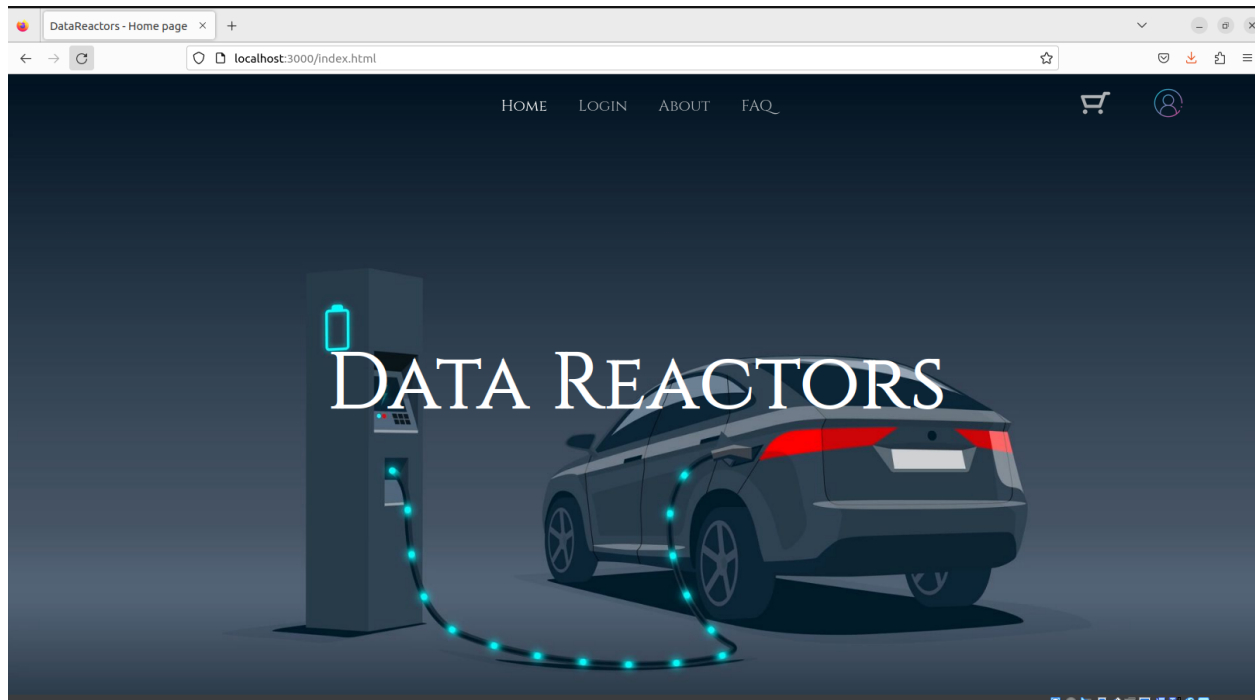 DataReactors - Home page
localhost:3000/index.html
Home Login About FAQ
Data Reactors